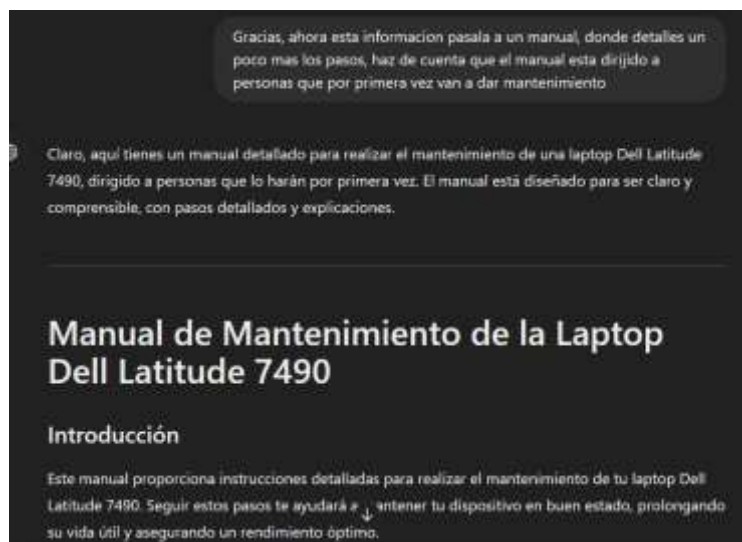 Gracias, ahora esta informacion pasala a un manual, donde detalles un
poco mas los pasos, haz de cuenta que el manual esta dirijido a
personas que por primera vez van a dar mantenimiento
Claro, aquí tienes un manual detallado para realizar el mantenimiento de una laptop Dell Latitude
7490, dirigido a personas que lo harán por primera vez. El manual está diseñado para ser claro y
comprensible, con pasos detallados y explicaciones.
Manual de Mantenimiento de la Laptop
Dell Latitude 7490
Introducción
Este manual proporciona instrucciones detalladas para realizar el mantenimiento de tu laptop Dell
Latitude 7490. Seguir estos pasos te ayudará a antener tu dispositivo en buen estado, prolongando
su vida útil y asegurando un rendimiento óptimo.